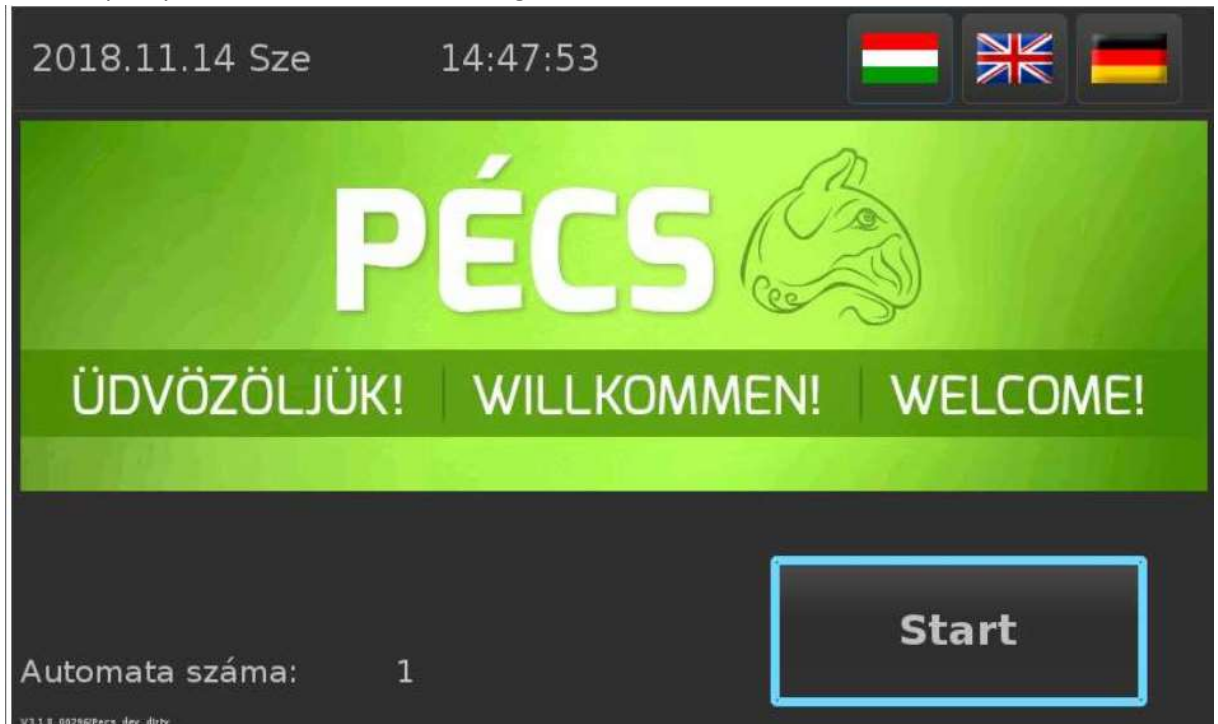 2018.11.14 Sze 14:47:53
PÉCS
ÜDVÖZÖLJÜK! WILLKOMMEN! WELCOME!
Start
Automata száma: 1